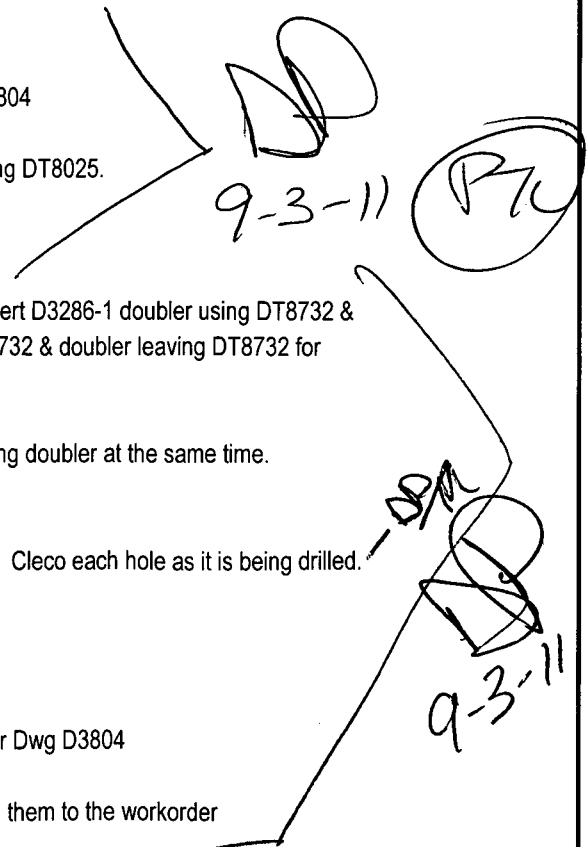 804
ng DT8025.
9-3-11
ert D3286-1 doubler using DT8732 &
732 & doubler leaving DT8732 for
ng doubler at the same time.
Cleco each hole as it is being drilled.
9-3-11
r Dwg D3804
them to the workorder